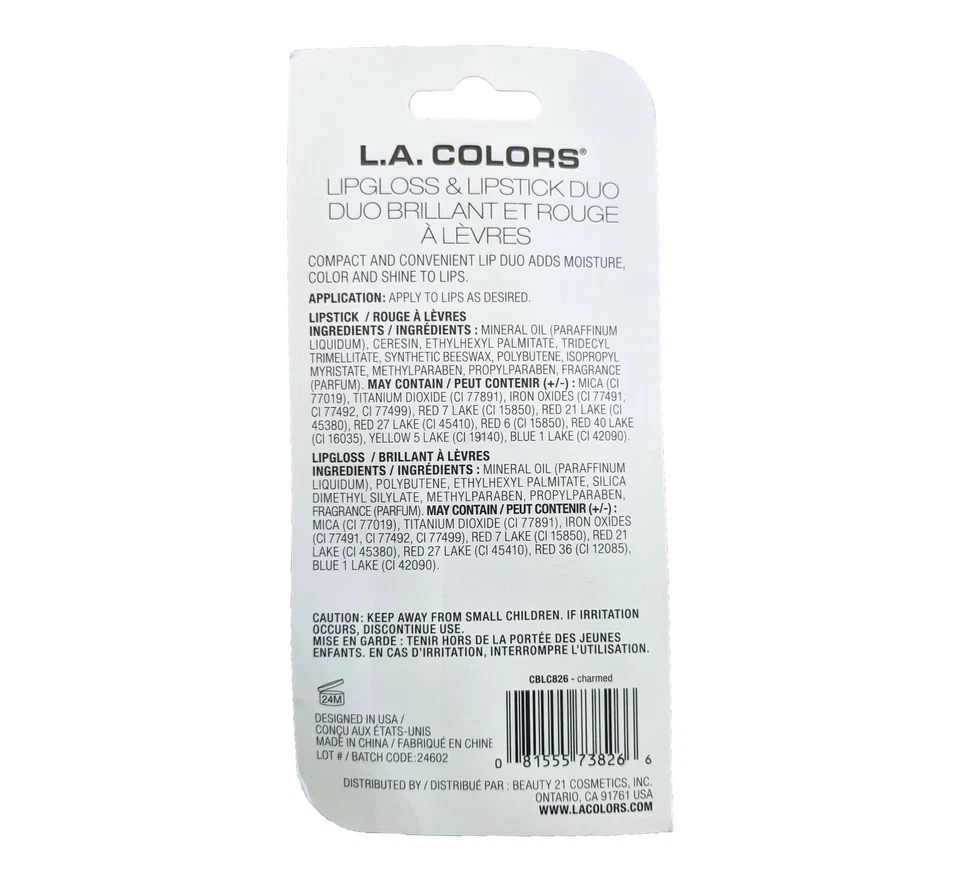 L.A. COLORS®
LIPGLOSS & LIPSTICK DUO
DUO BRILLANT ET ROUGE
À LÈVRES
COMPACT AND CONVENIENT LIP DUO ADDS MOISTURE,
COLOR AND SHINE TO LIPS.
APPLICATION: APPLY TO LIPS AS DESIRED.
LIPSTICK / ROUGE À LÈVRES
INGREDIENTS / INGRÉDIENTS : MINERAL OIL (PARAFFINUM
LIQUIDUM), CERESIN, ETHYLHEXYL PALMITATE, TRIDECYL
TRIMELLITATE, SYNTHETIC BEESWAX, POLYBUTENE, ISOPROPYL
MYRISTATE, METHYLPARABEN, PROPYLPARABEN, FRAGRANCE
(PARFUM). MAY CONTAIN / PEUT CONTENIR (+/-) : MICA (CI
77019), TITANIUM DIOXIDE (CI 77891), IRON OXIDES (CI 77491,
CI 77492, CI 77499), RED 7 LAKE (CI 15850), RED 21 LAKE (CI
45380), RED 27 LAKE (CI 45410), RED 6 (CI 15850), RED 40 LAKE
(CI 16035), YELLOW 5 LAKE (CI 19140), BLUE 1 LAKE (CI 42090).
LIPGLOSS / BRILLANT À LÈVRES
INGREDIENTS / INGRÉDIENTS : MINERAL OIL (PARAFFINUM
LIQUIDUM), POLYBUTENE, ETHYLHEXYL PALMITATE, SILICA
DIMETHYL SILYLATE, METHYLPARABEN, PROPYLPARABEN,
FRAGRANCE (PARFUM). MAY CONTAIN / PEUT CONTENIR (+/-) :
MICA (CI 77019), TITANIUM DIOXIDE (CI 77891), IRON OXIDES
(CI 77491, CI 77492, CI 77499), RED 7 LAKE (CI 15850), RED 21
LAKE (CI 45380), RED 27 LAKE (CI 45410), RED 36 (CI 12085),
BLUE 1 LAKE (CI 42090).
CAUTION: KEEP AWAY FROM SMALL CHILDREN. IF IRRITATION
OCCURS, DISCONTINUE USE.
MISE EN GARDE : TENIR HORS DE LA PORTÉE DES JEUNES
ENFANTS. EN CAS D'IRRITATION, INTERROMPRE L'UTILISATION.
CBLC826 - charmed
24M
DESIGNED IN USA /
CONÇU AUX ÉTATS-UNIS
MADE IN CHINA / FABRIQUÉ EN CHINE
LOT # / BATCH CODE:24602
0 81555 73826 6
DISTRIBUTED BY / DISTRIBUÉ PAR : BEAUTY 21 COSMETICS, INC.
ONTARIO, CA 91761 USA
WWW.LACOLORS.COM